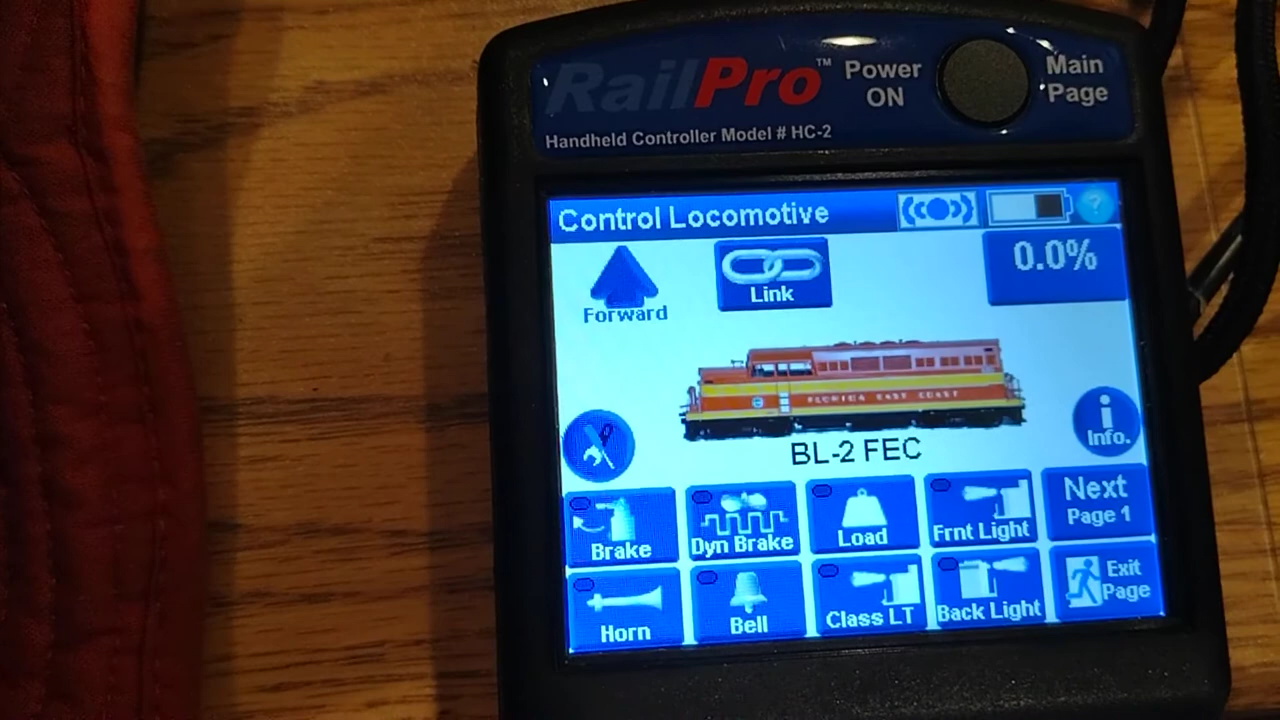 RailPro™
Power
ON
Main
Page
Handheld Controller Model # HC-2
Control Locomotive
?
0.0%
Forward
Link
FLORIDA EAST COAST
BL-2 FEC
i
Info.
Brake
Dyn Brake
Load
Frnt Light
Next
Page 1
Horn
Bell
Class LT
Back Light
Exit
Page